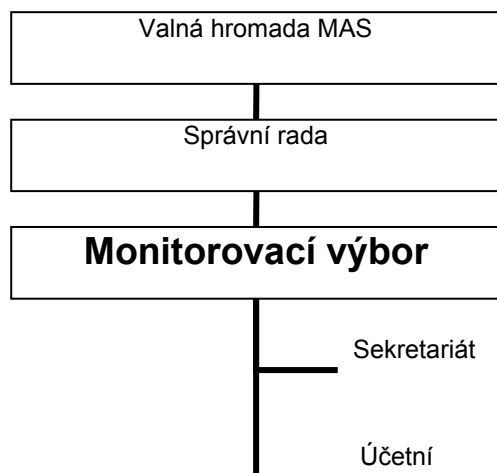 Valná hromada MAS
Správní rada
Monitorovací výbor
Sekretariát
Účetní